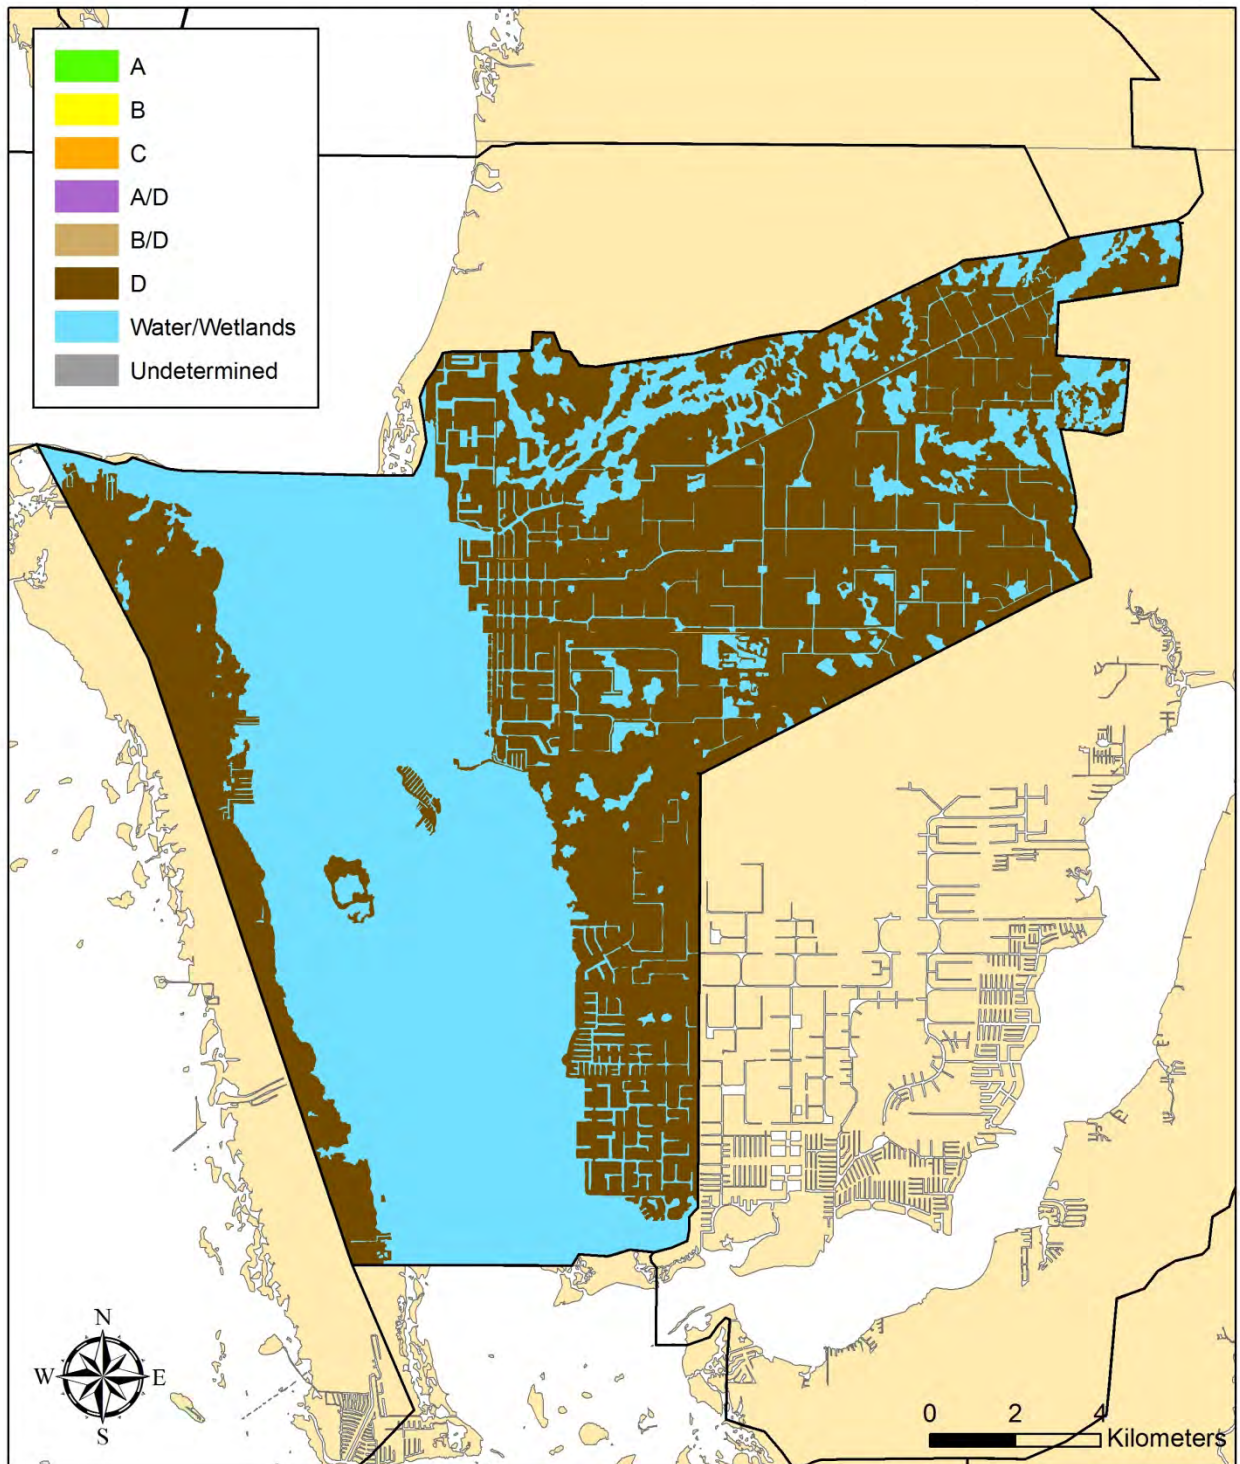 A
B
C
A/D
B/D
D
Water/Wetlands
Undetermined
N
W E
S
0 2 4
Kilometers